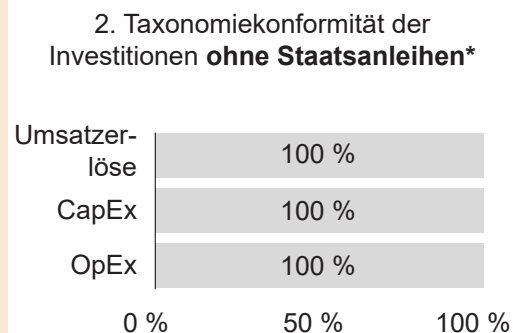 2. Taxonomiekonformität der
Investitionen ohne Staatsanleihen*
Umsatzer-
löse
100 %
CapEx
100 %
OpEx
100 %
0 %
50 %
100 %